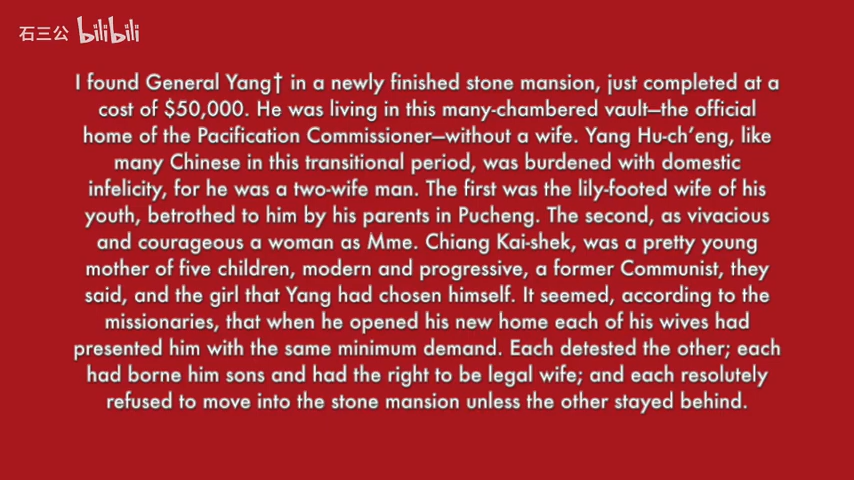 石三公 bilibili
I found General Yang† in a newly finished stone mansion, just completed at a
cost of $50,000. He was living in this many-chambered vault—the official
home of the Pacification Commissioner—without a wife. Yang Hu-ch’eng, like
many Chinese in this transitional period, was burdened with domestic
infelicity, for he was a two-wife man. The first was the lily-footed wife of his
youth, betrothed to him by his parents in Pucheng. The second, as vivacious
and courageous a woman as Mme. Chiang Kai-shek, was a pretty young
mother of five children, modern and progressive, a former Communist, they
said, and the girl that Yang had chosen himself. It seemed, according to the
missionaries, that when he opened his new home each of his wives had
presented him with the same minimum demand. Each detested the other; each
had borne him sons and had the right to be legal wife; and each resolutely
refused to move into the stone mansion unless the other stayed behind.